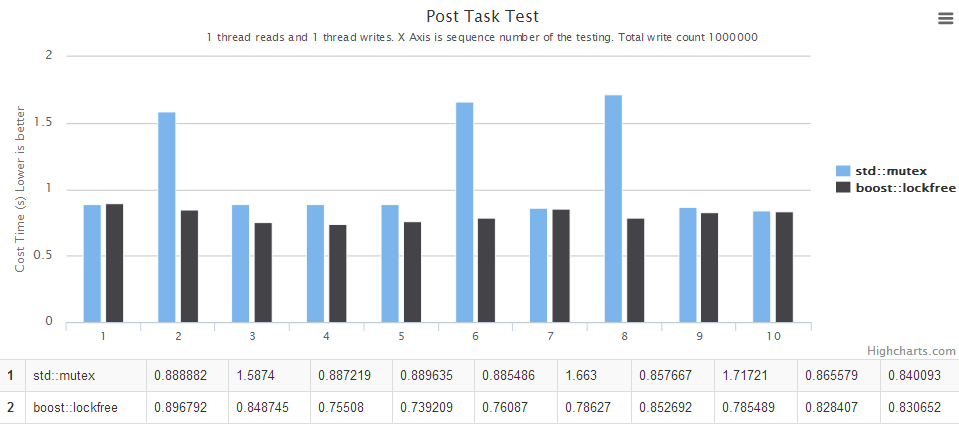 Post Task Test
1 thread reads and 1 thread writes. X Axis is sequence number of the testing. Total write count 1000000
Cost Time (s) Lower is better
2
1.5
1
0.5
0
1 2 3 4 5 6 7 8 9 10
std::mutex
boost::lockfree
Highcharts.com
1 std::mutex 0.888882 1.5874 0.887219 0.889635 0.885486 1.663 0.857667 1.71721 0.865579 0.840093
2 boost::lockfree 0.896792 0.848745 0.75508 0.739209 0.76087 0.78627 0.852692 0.785489 0.828407 0.830652